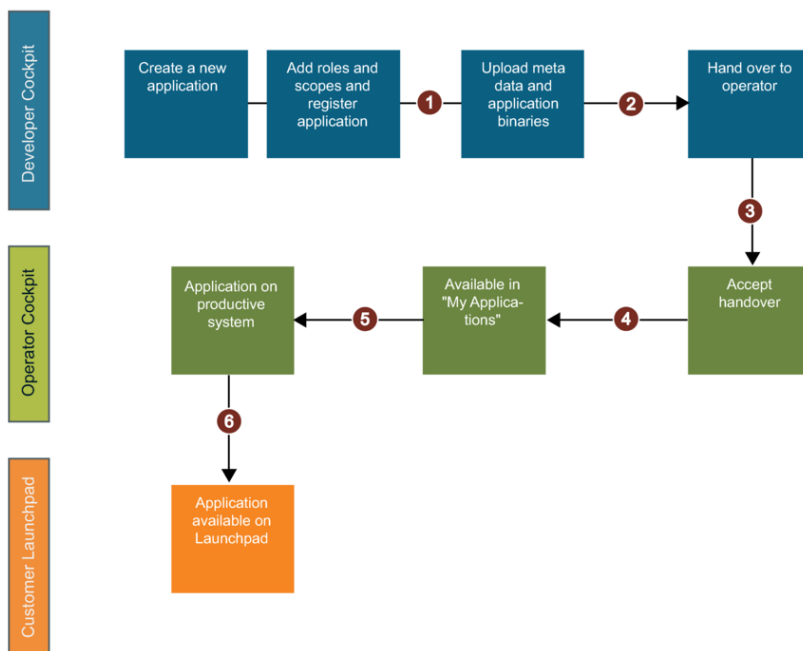 Developer Cockpit
Create a new
application
Add roles and
scopes and
register
application
1
Upload meta
data and
application
binaries
2
Hand over to
operator
3
Operator Cockpit
Application on
productive
system
5
Available in
"My Applica-
tions"
4
Accept
handover
6
Customer Launchpad
Application
available on
Launchpad